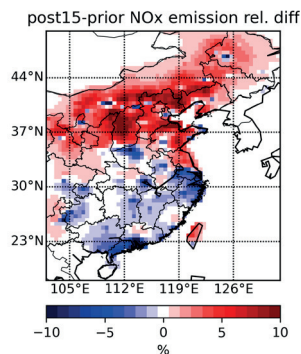 post15-prior NOx emission rel. diff
44°N
37°N
30°N
23°N
105°E 112°E 119°E 126°E
−10 −5 0 5 10
%